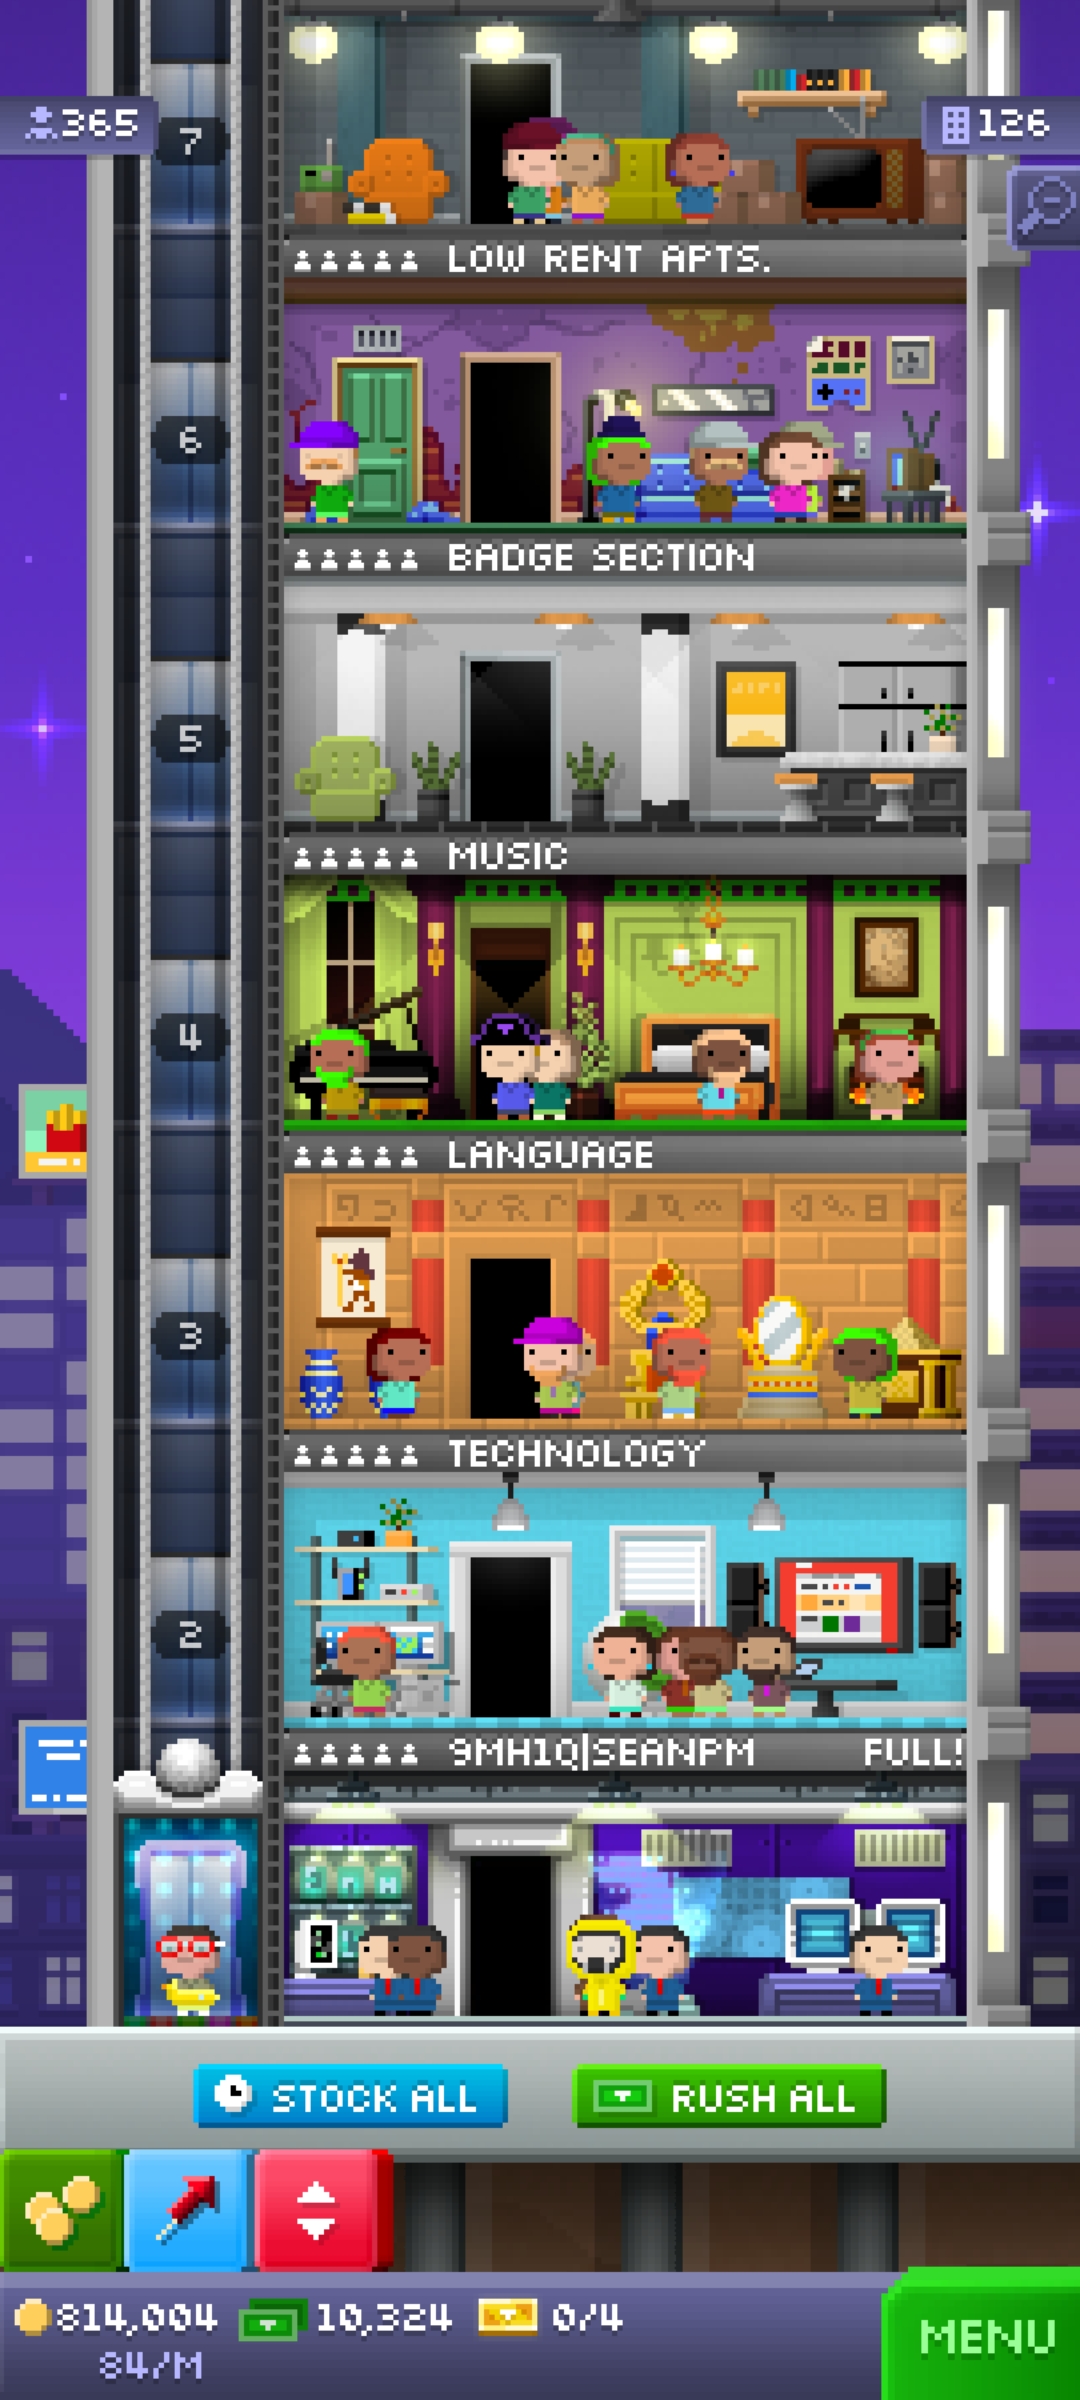 365
126
7
LOW RENT APTS.
6
BADGE SECTION
5
MUSIC
4
LANGUAGE
3
TECHNOLOGY
2
9MH1Q|SEANPM FULL!
STOCK ALL
RUSH ALL
814,004 10,324 0/4
84/M
MENU